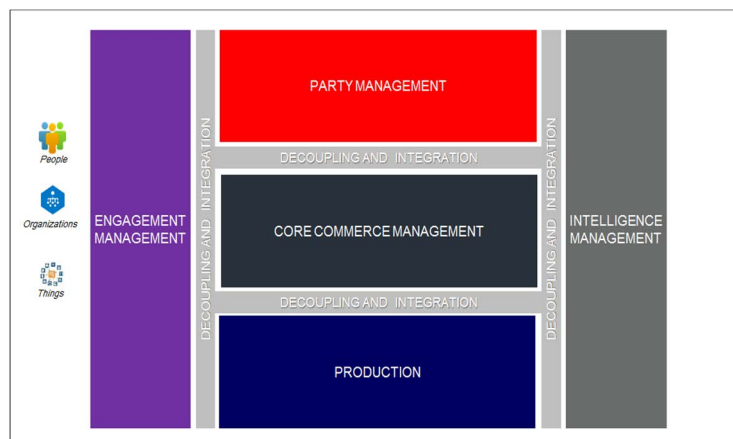 People
Organizations
Things
ENGAGEMENT
MANAGEMENT
DECOUPLING AND INTEGRATION
PARTY MANAGEMENT
DECOUPLING AND INTEGRATION
CORE COMMERCE MANAGEMENT
DECOUPLING AND INTEGRATION
PRODUCTION
DECOUPLING AND INTEGRATION
INTELLIGENCE
MANAGEMENT